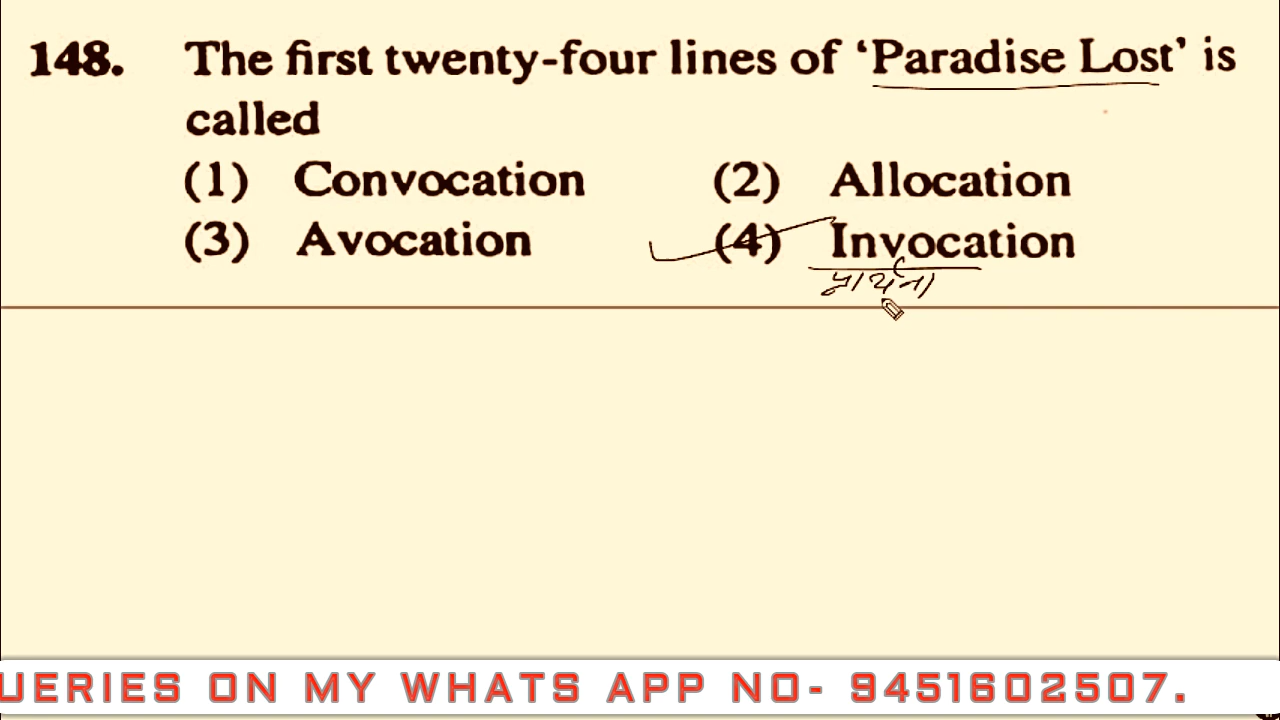 148. The first twenty-four lines of ‘Paradise Lost’ is
called
(1) Convocation (2) Allocation
(3) Avocation (4) Invocation
प्रार्थना
UERIES ON MY WHATS APP NO- 9451602507.